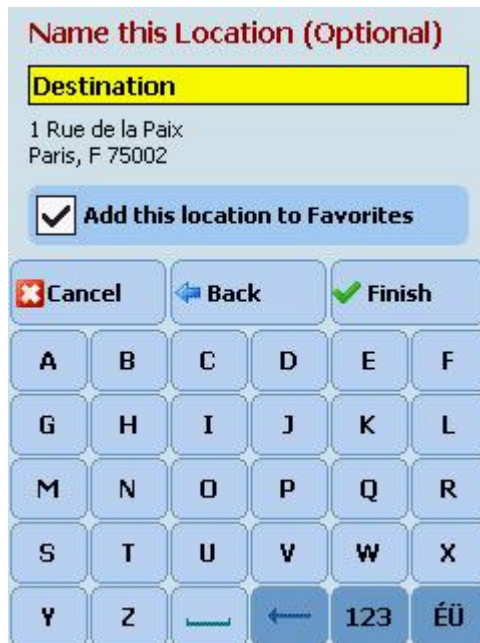 Name this Location (Optional)
Destination
1 Rue de la Paix
Paris, F 75002
Add this location to Favorites
Cancel Back Finish
A B C D E F
G H I J K L
M N O P Q R
S T U V W X
Y Z 123 ÉÜ